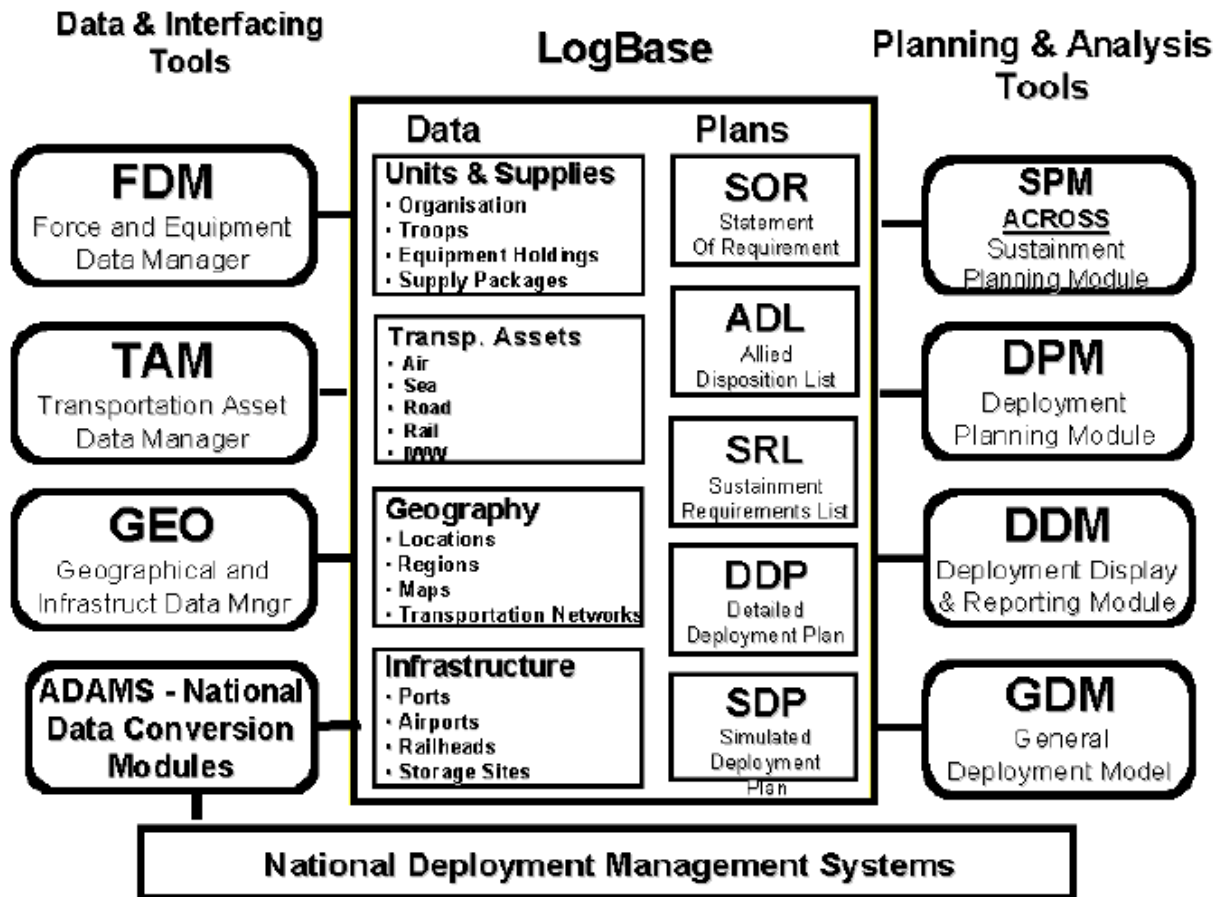 Data & Interfacing
Tools
LogBase
Planning & Analysis
Tools
FDM
Force and Equipment
Data Manager
TAM
Transportation Asset
Data Manager
GEO
Geographical and
Infrastruct Data Mngr
ADAMS - National
Data Conversion
Modules
Data
Units & Supplies
· Organisation
· Troops
· Equipment Holdings
· Supply Packages
Transp. Assets
· Air
· Sea
· Road
· Rail
· IWW
Geography
· Locations
· Regions
· Maps
· Transportation Networks
Infrastructure
· Ports
· Airports
· Railheads
· Storage Sites
Plans
SOR
Statement
Of Requirement
ADL
Allied
Disposition List
SRL
Sustainment
Requirements List
DDP
Detailed
Deployment Plan
SDP
Simulated
Deployment
Plan
SPM
ACROSS
Sustainment
Planning Module
DPM
Deployment
Planning Module
DDM
Deployment Display
& Reporting Module
GDM
General
Deployment Model
National Deployment Management Systems